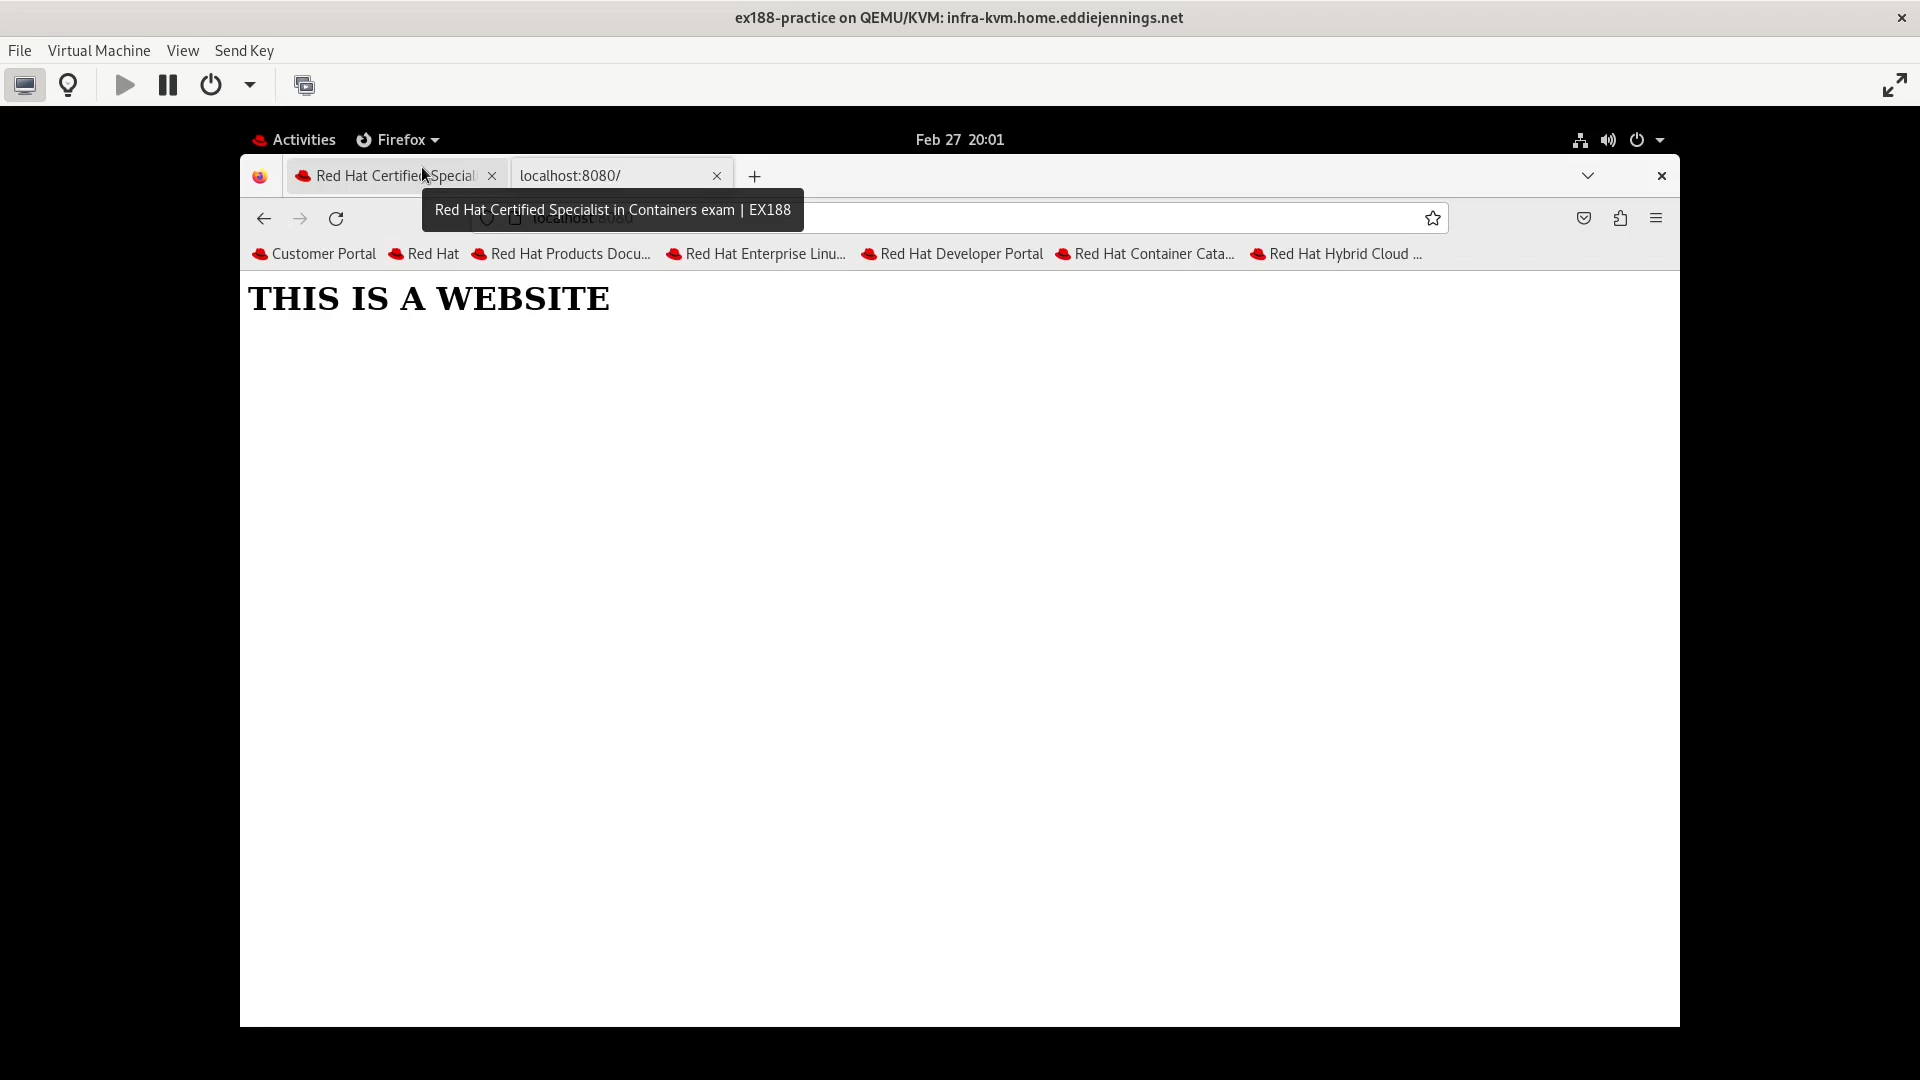 ex188-practice on QEMU/KVM: infra-kvm.home.eddiejennings.net
File Virtual Machine View Send Key
Activities Firefox Feb 27 20:01
Red Hat Certified Speciali localhost:8080/
Red Hat Certified Specialist in Containers exam | EX188
Customer Portal Red Hat Red Hat Products Docu... Red Hat Enterprise Linu... Red Hat Developer Portal Red Hat Container Cata... Red Hat Hybrid Cloud ...
THIS IS A WEBSITE